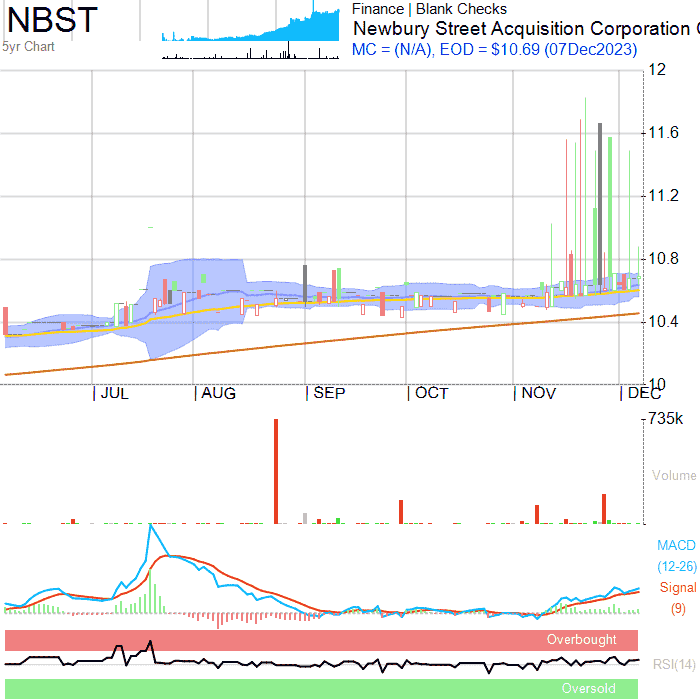 NBST
5yr Chart
Finance | Blank Checks
Newbury Street Acquisition Corporation C
MC = (N/A), EOD = $10.69 (07Dec2023)
12
11.6
11.2
10.8
10.4
10
JUL
AUG
SEP
OCT
NOV
DEC
735k
Volume
MACD
(12-26)
Signal
(9)
Overbought
RSI(14)
Oversold